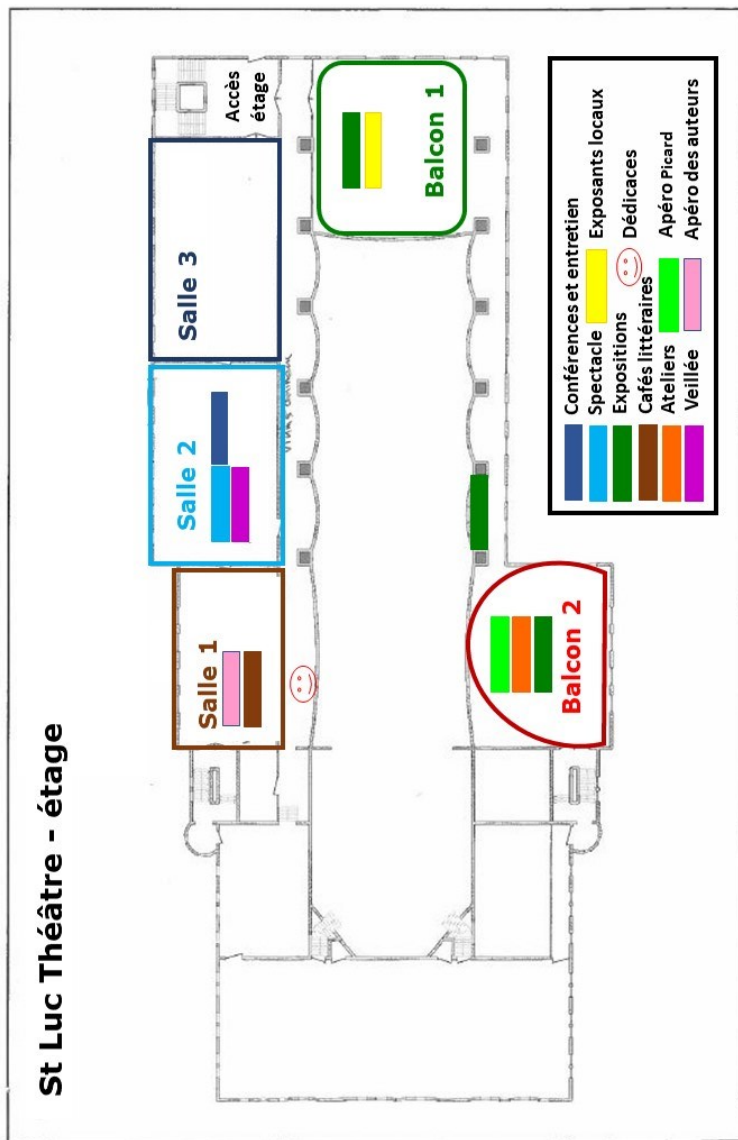 St Luc Théâtre - étage
Salle 1
Salle 2
Salle 3
Accès
étage
Balcon 2
Balcon 1
Conférences et entretien
Spectacle
Exposants locaux
Expositions
Dédicaces
Cafés littéraires
Ateliers
Apéro Picard
Veillée
Apéro des auteurs